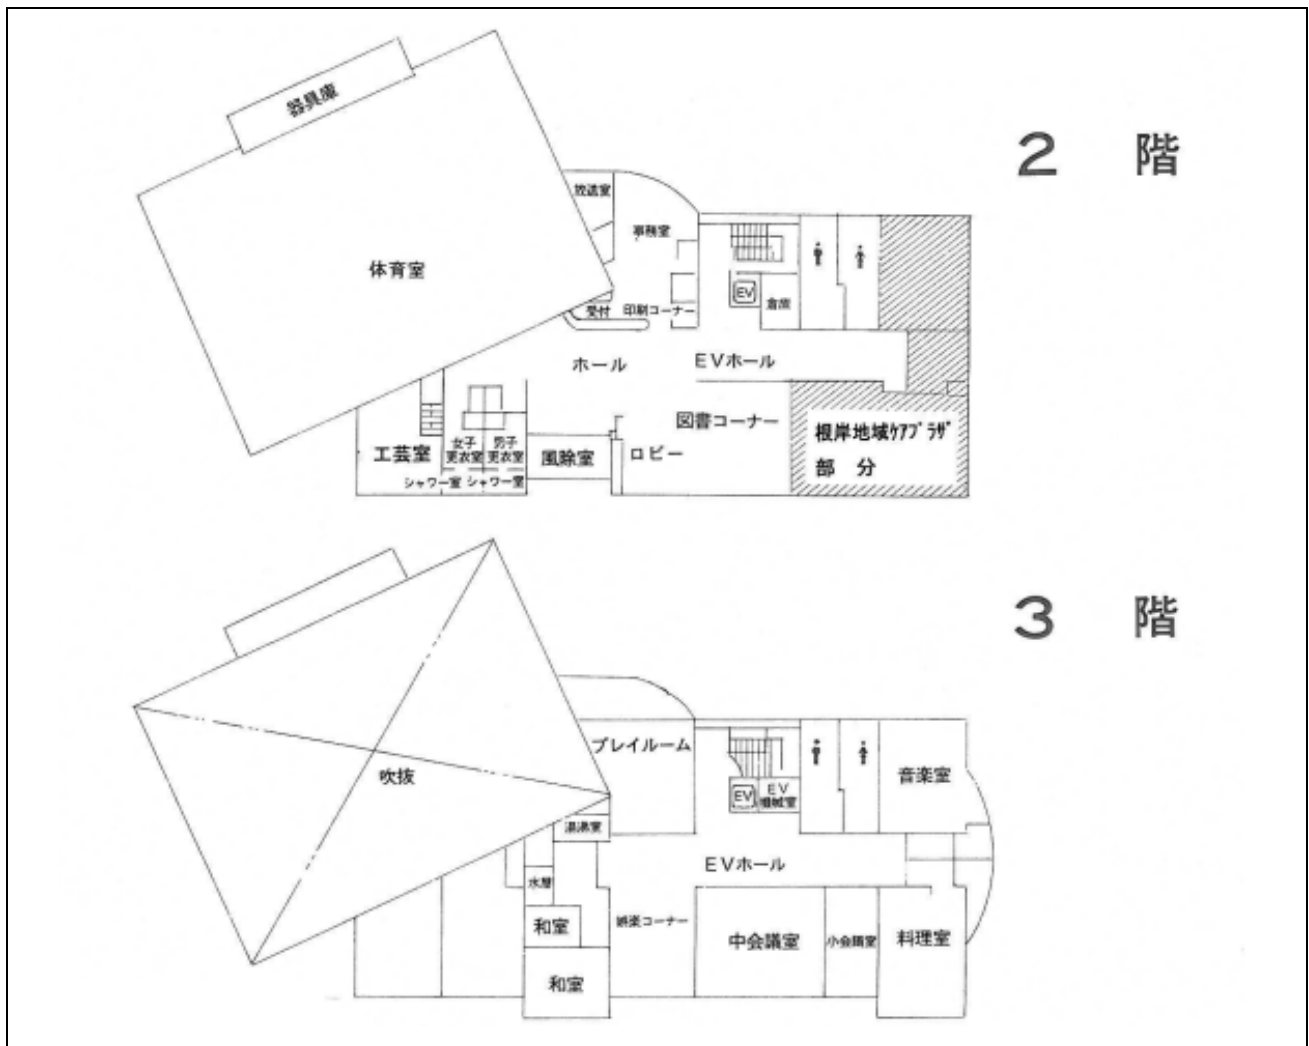 2 階
器具庫
体育室
放送室
事務室
受付
印刷コーナー
EV
倉庫
ホール
EVホール
図書コーナー
根岸地域ケアプラザ
部 分
工芸室
女子
更衣室
男子
更衣室
シャワー室
シャワー室
風除室
ロビー
3 階
吹抜
プレイルーム
EV
EV
機械室
音楽室
湯沸室
EVホール
水屋
和室
娯楽コーナー
中会議室
小会議室
料理室
和室